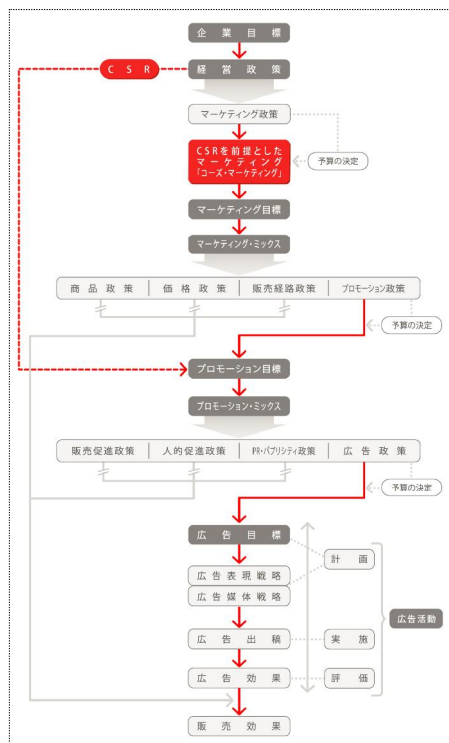 企業目標
CSR
経営政策
マーケティング政策
CSRを前提とした
マーケティング
「コーズ・マーケティング」
予算の決定
マーケティング目標
マーケティング・ミックス
商品政策
価格政策
販売経路政策
プロモーション政策
予算の決定
プロモーション目標
プロモーション・ミックス
販売促進政策
人的促進政策
PR・パブリシティ政策
広告政策
予算の決定
広告目標
計画
広告表現戦略
広告媒体戦略
広告活動
広告出稿
実施
広告効果
評価
販売効果